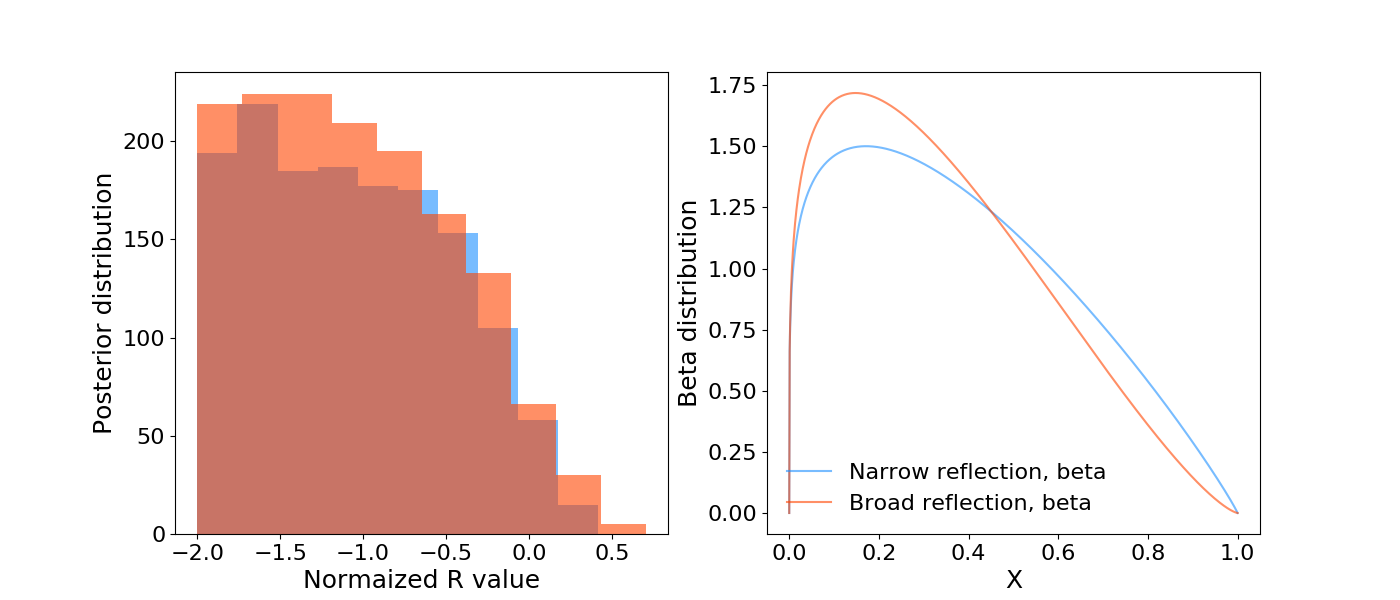 Posterior distribution
200
150
100
50
0
−2.0 −1.5 −1.0 −0.5 0.0 0.5
Normaized R value
Beta distribution
1.75
1.50
1.25
1.00
0.75
0.50
0.25
0.00
Narrow reflection, beta
Broad reflection, beta
0.0 0.2 0.4 0.6 0.8 1.0
X